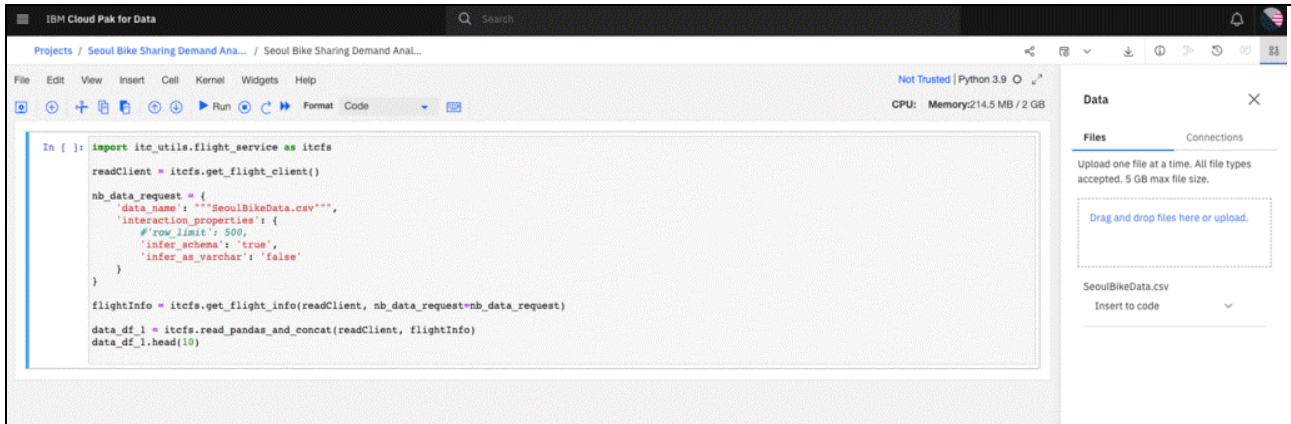 IBM Cloud Pak for Data
Search
Projects / Seoul Bike Sharing Demand Ana... / Seoul Bike Sharing Demand Anal...
File Edit View Insert Cell Kernel Widgets Help
Not Trusted | Python 3.9
Run Format Code
CPU: Memory:214.5 MB / 2 GB
In [ ]: import itc_utils.flight_service as itcfs
readClient = itcfs.get_flight_client()
nb_data_request = {
'data_name': """SeoulBikeData.csv""",
'interaction_properties': {
#'row_limit': 500,
'infer_schema': 'true',
'infer_as_varchar': 'false'
}
}
flightInfo = itcfs.get_flight_info(readClient, nb_data_request=nb_data_request)
data_df_1 = itcfs.read_pandas_and_concat(readClient, flightInfo)
data_df_1.head(10)
Data
Files Connections
Upload one file at a time. All file types
accepted. 5 GB max file size.
Drag and drop files here or upload.
SeoulBikeData.csv
Insert to code